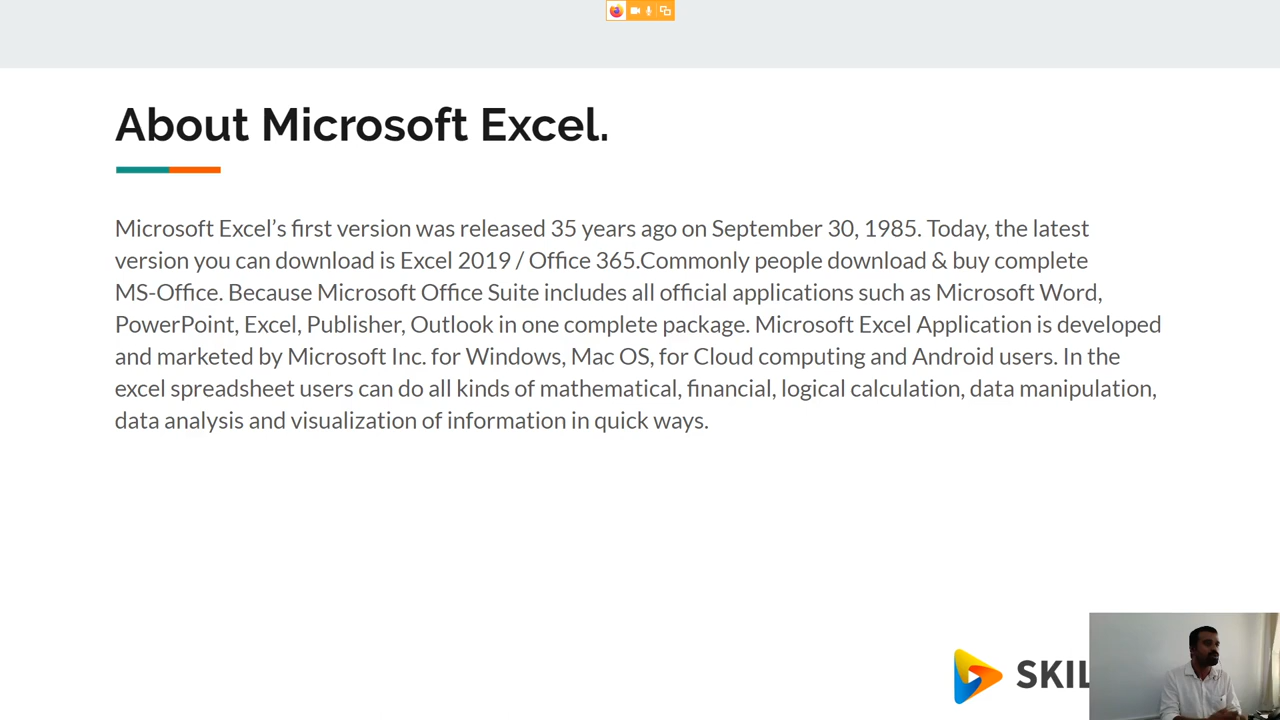 About Microsoft Excel.
Microsoft Excel’s first version was released 35 years ago on September 30, 1985. Today, the latest
version you can download is Excel 2019 / Office 365.Commonly people download & buy complete
MS-Office. Because Microsoft Office Suite includes all official applications such as Microsoft Word,
PowerPoint, Excel, Publisher, Outlook in one complete package. Microsoft Excel Application is developed
and marketed by Microsoft Inc. for Windows, Mac OS, for Cloud computing and Android users. In the
excel spreadsheet users can do all kinds of mathematical, financial, logical calculation, data manipulation,
data analysis and visualization of information in quick ways.